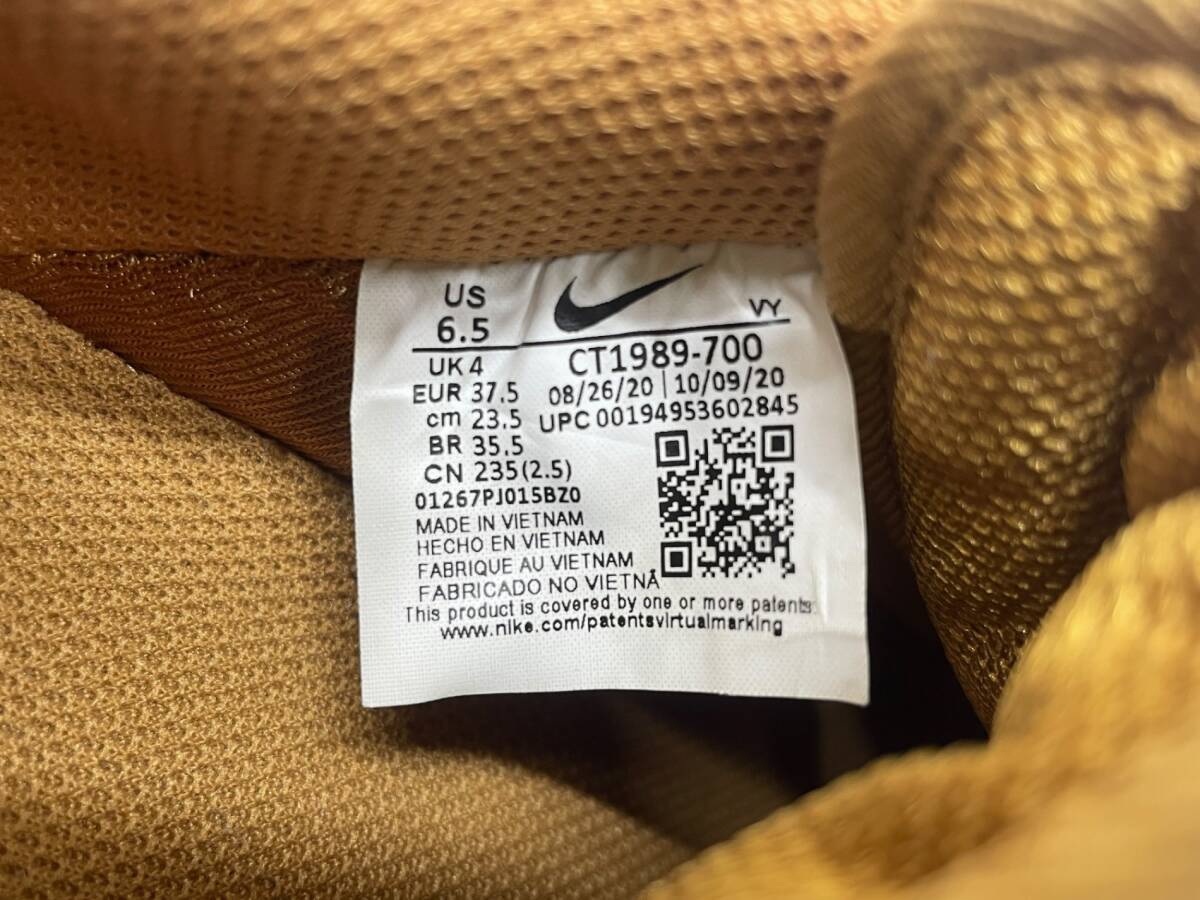 US
6.5
VY
UK 4
CT1989-700
EUR 37.5
08/26/20 | 10/09/20
cm 23.5
UPC 00194953602845
BR 35.5
CN 235(2.5)
01267PJ015BZ0
MADE IN VIETNAM
HECHO EN VIETNAM
FABRIQUE AU VIETNAM
FABRICADO NO VIETNÃ
This product is covered by one or more patents:
www.nike.com/patentsvirtualmarking